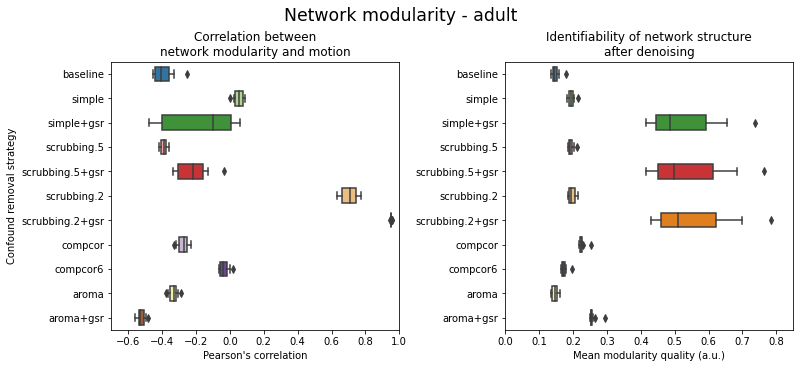 Network modularity - adult
Correlation between
network modularity and motion
Confound removal strategy
baseline
simple
simple+gsr
scrubbing.5
scrubbing.5+gsr
scrubbing.2
scrubbing.2+gsr
compcor
compcor6
aroma
aroma+gsr
−0.6 −0.4 −0.2 0.0 0.2 0.4 0.6 0.8 1.0
Pearson's correlation
Identifiability of network structure
after denoising
baseline
simple
simple+gsr
scrubbing.5
scrubbing.5+gsr
scrubbing.2
scrubbing.2+gsr
compcor
compcor6
aroma
aroma+gsr
0.0 0.1 0.2 0.3 0.4 0.5 0.6 0.7 0.8
Mean modularity quality (a.u.)